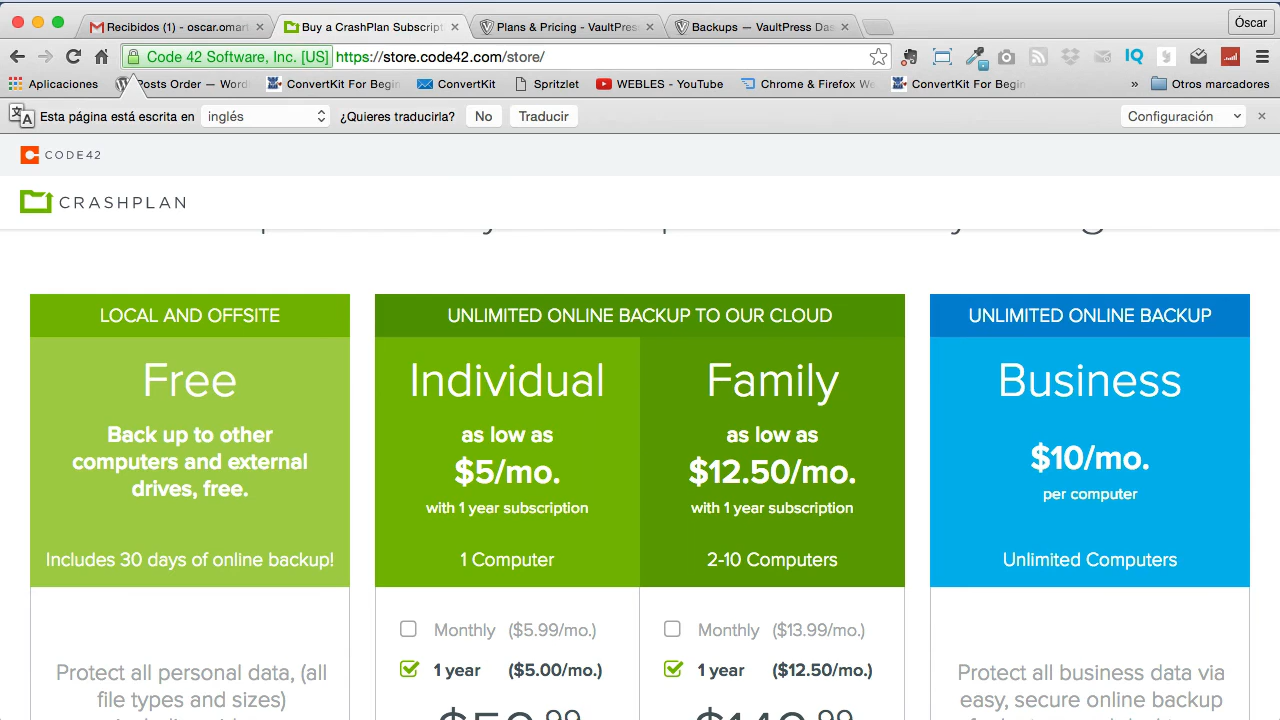 Recibidos (1) - oscar.omart
Buy a CrashPlan Subscript
Plans & Pricing – VaultPres
Backups — VaultPress Das
Óscar
Code 42 Software, Inc. [US]
https://store.code42.com/store/
IQ
Aplicaciones
Posts Order — Word
ConvertKit For Begin
ConvertKit
Spritzlet
WEBLES - YouTube
Chrome & Firefox We
ConvertKit For Begin
»
Otros marcadores
Esta página está escrita en
inglés
¿Quieres traducirla?
No
Traducir
Configuración
CODE42
CRASHPLAN
LOCAL AND OFFSITE
Free
Back up to other
computers and external
drives, free.
Includes 30 days of online backup!
Protect all personal data, (all
file types and sizes)
UNLIMITED ONLINE BACKUP TO OUR CLOUD
Individual
as low as
$5/mo.
with 1 year subscription
1 Computer
Monthly ($5.99/mo.)
1 year ($5.00/mo.)
Family
as low as
$12.50/mo.
with 1 year subscription
2-10 Computers
Monthly ($13.99/mo.)
1 year ($12.50/mo.)
UNLIMITED ONLINE BACKUP
Business
$10/mo.
per computer
Unlimited Computers
Protect all business data via
easy, secure online backup